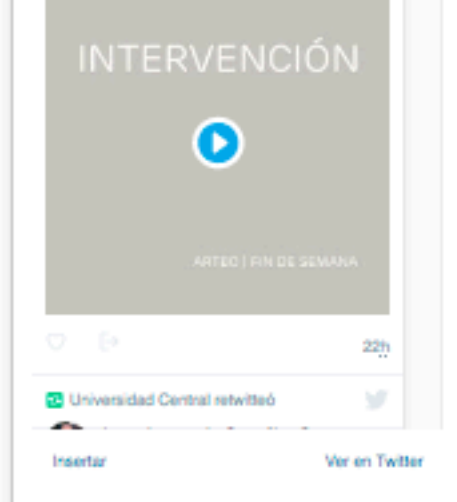 INTERVENCIÓN
ARTEC | FIN DE SEMANA
22h
Universidad Central retwitteó
Insertar
Ver en Twitter